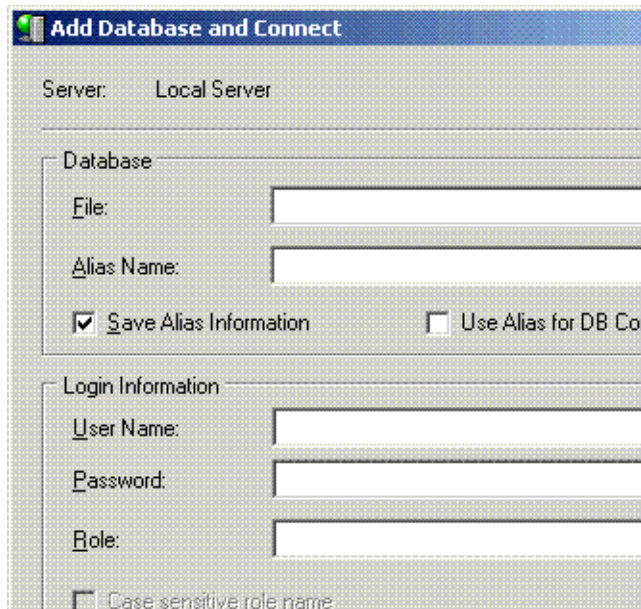 Add Database and Connect
Server: Local Server
Database
File:
Alias Name:
Save Alias Information Use Alias for DB Co
Login Information
User Name:
Password:
Role:
Case sensitive role name